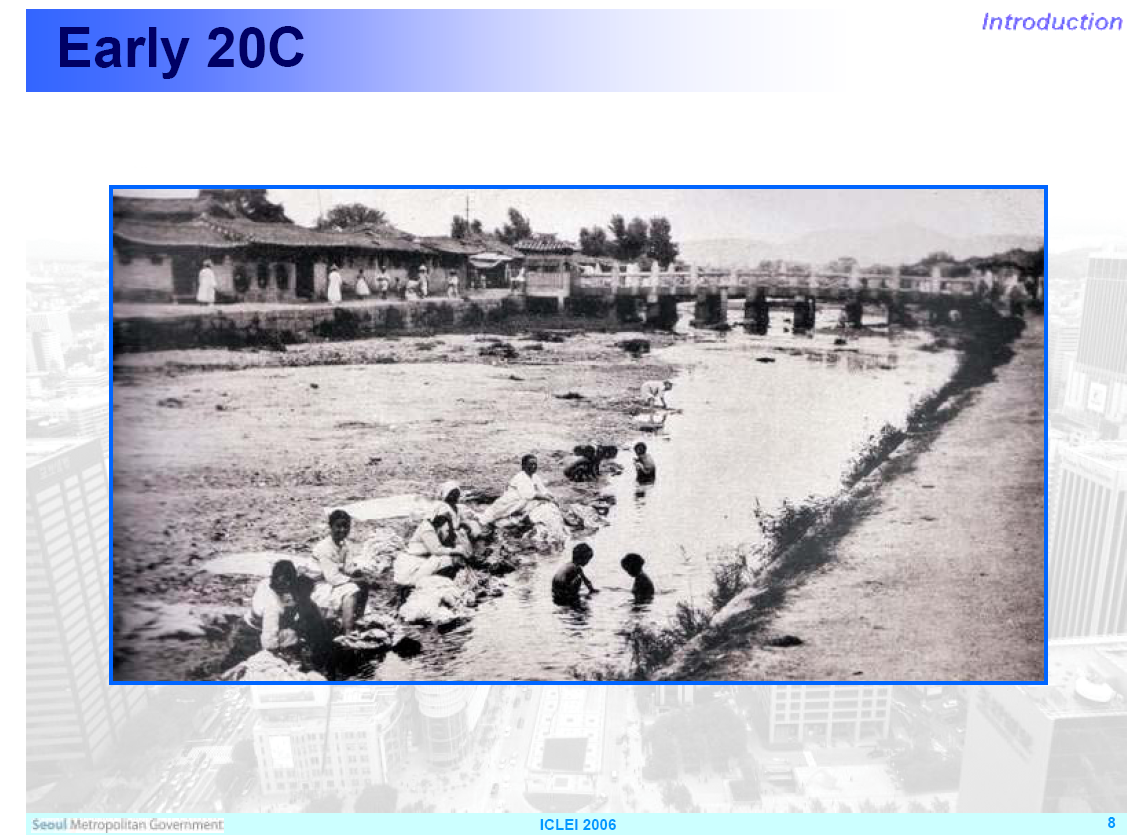 Introduction
Early 20C
Seoul Metropolitan Government
ICLEI 2006
8